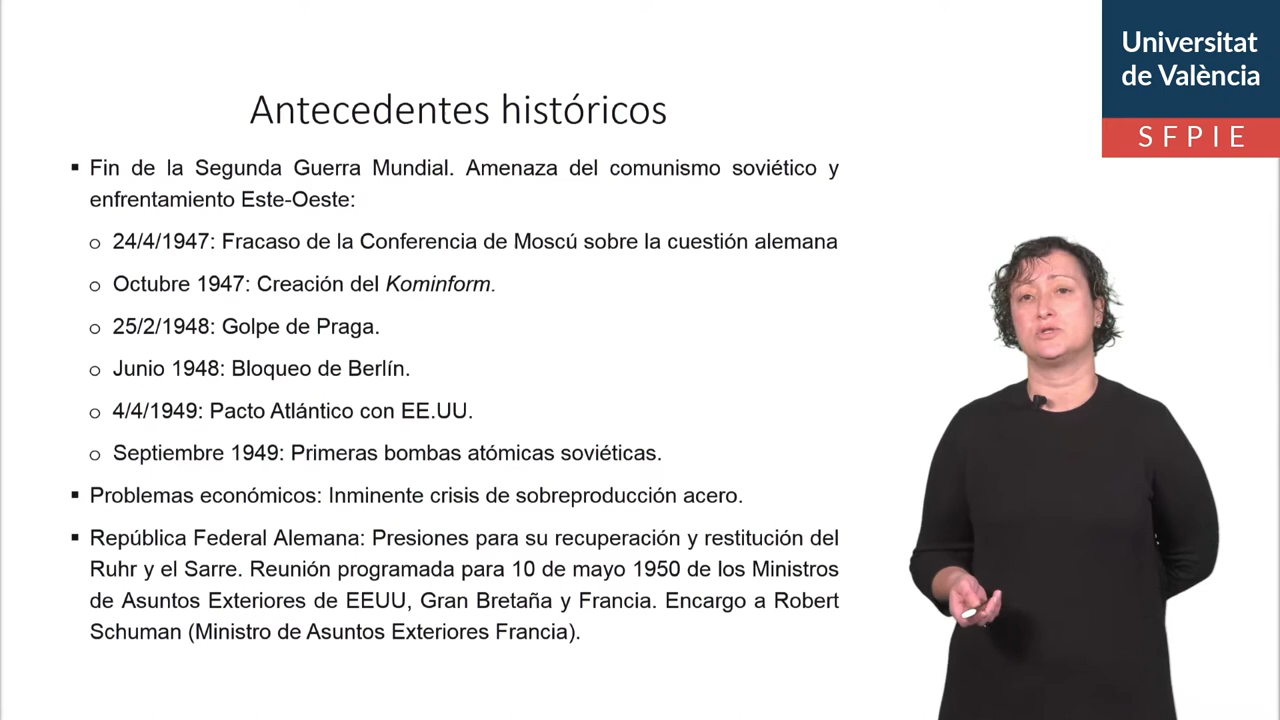 Universitat
de València
SFPIE
Antecedentes históricos
▪ Fin de la Segunda Guerra Mundial. Amenaza del comunismo soviético y
enfrentamiento Este-Oeste:
o 24/4/1947: Fracaso de la Conferencia de Moscú sobre la cuestión alemana
o Octubre 1947: Creación del Kominform.
o 25/2/1948: Golpe de Praga.
o Junio 1948: Bloqueo de Berlín.
o 4/4/1949: Pacto Atlántico con EE.UU.
o Septiembre 1949: Primeras bombas atómicas soviéticas.
▪ Problemas económicos: Inminente crisis de sobreproducción acero.
▪ República Federal Alemana: Presiones para su recuperación y restitución del
Ruhr y el Sarre. Reunión programada para 10 de mayo 1950 de los Ministros
de Asuntos Exteriores de EEUU, Gran Bretaña y Francia. Encargo a Robert
Schuman (Ministro de Asuntos Exteriores Francia).